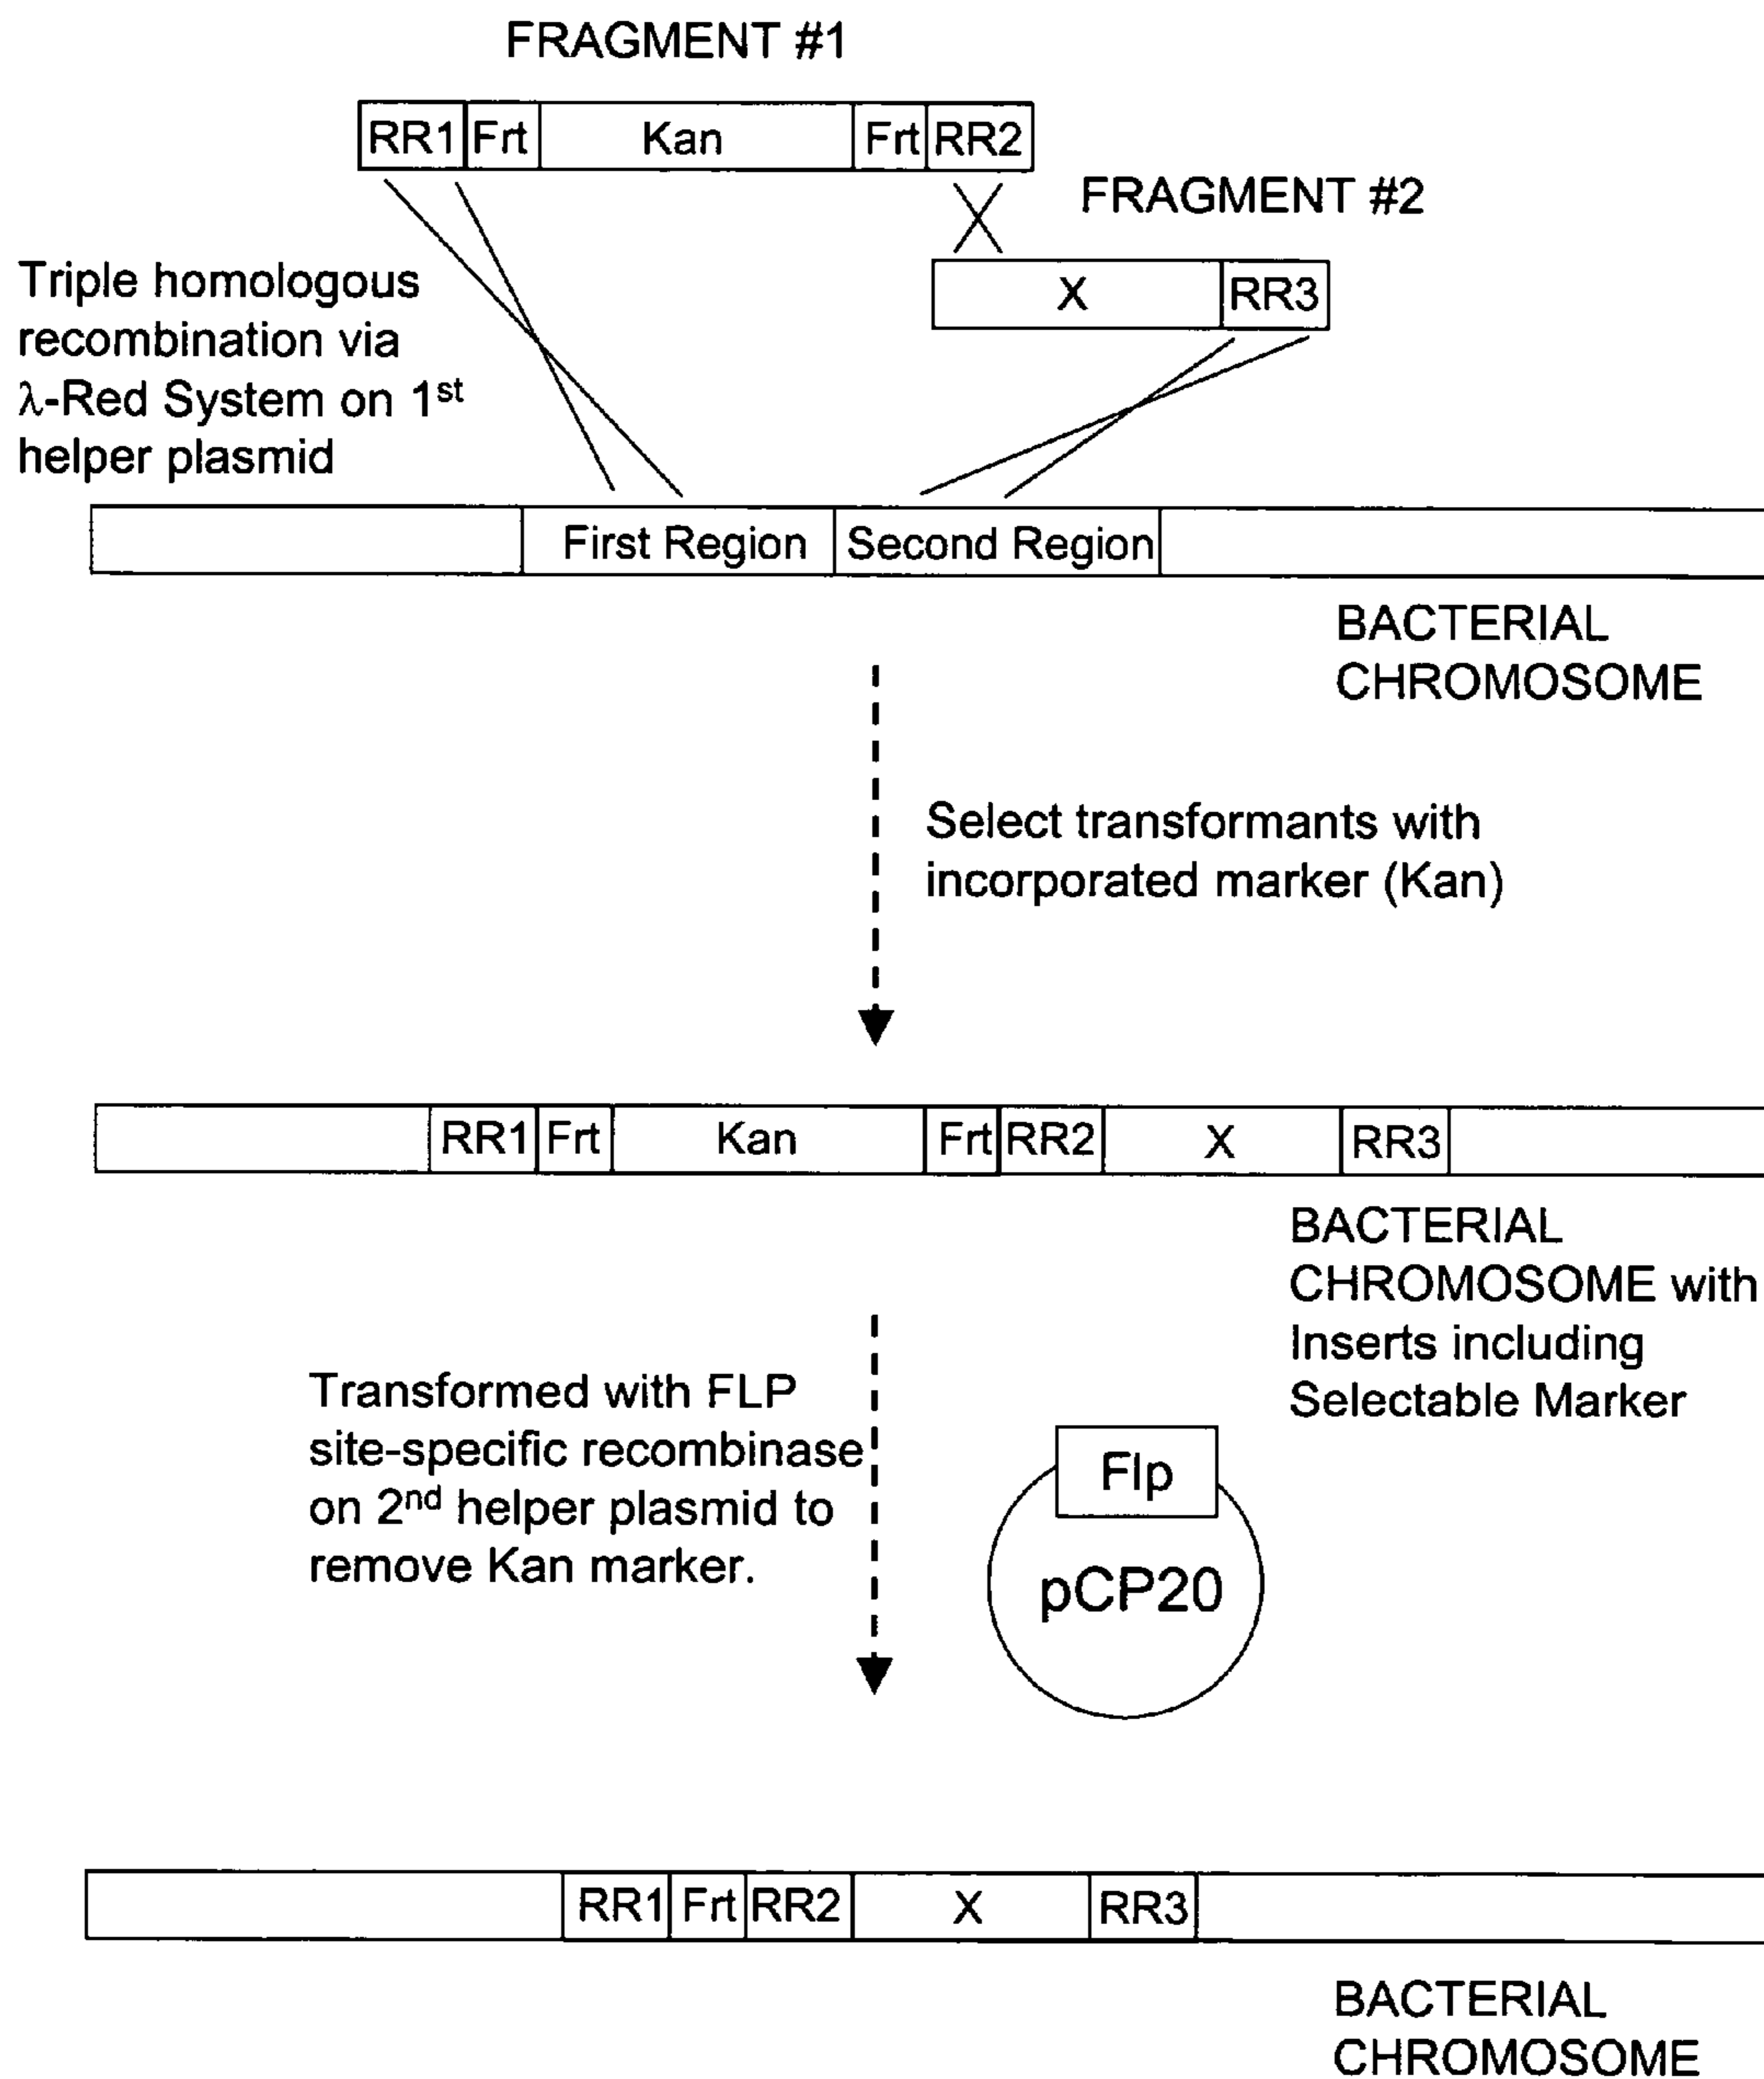 FRAGMENT #1
RR1 Frt Kan Frt RR2
FRAGMENT #2
X RR3
Triple homologous
recombination via
λ-Red System on 1st
helper plasmid
First Region Second Region
BACTERIAL
CHROMOSOME
Select transformants with
incorporated marker (Kan)
RR1 Frt Kan Frt RR2 X RR3
BACTERIAL
CHROMOSOME with
Inserts including
Selectable Marker
Transformed with FLP
site-specific recombinase
on 2nd helper plasmid to
remove Kan marker.
Flp
pCP20
RR1 Frt RR2 X RR3
BACTERIAL
CHROMOSOME